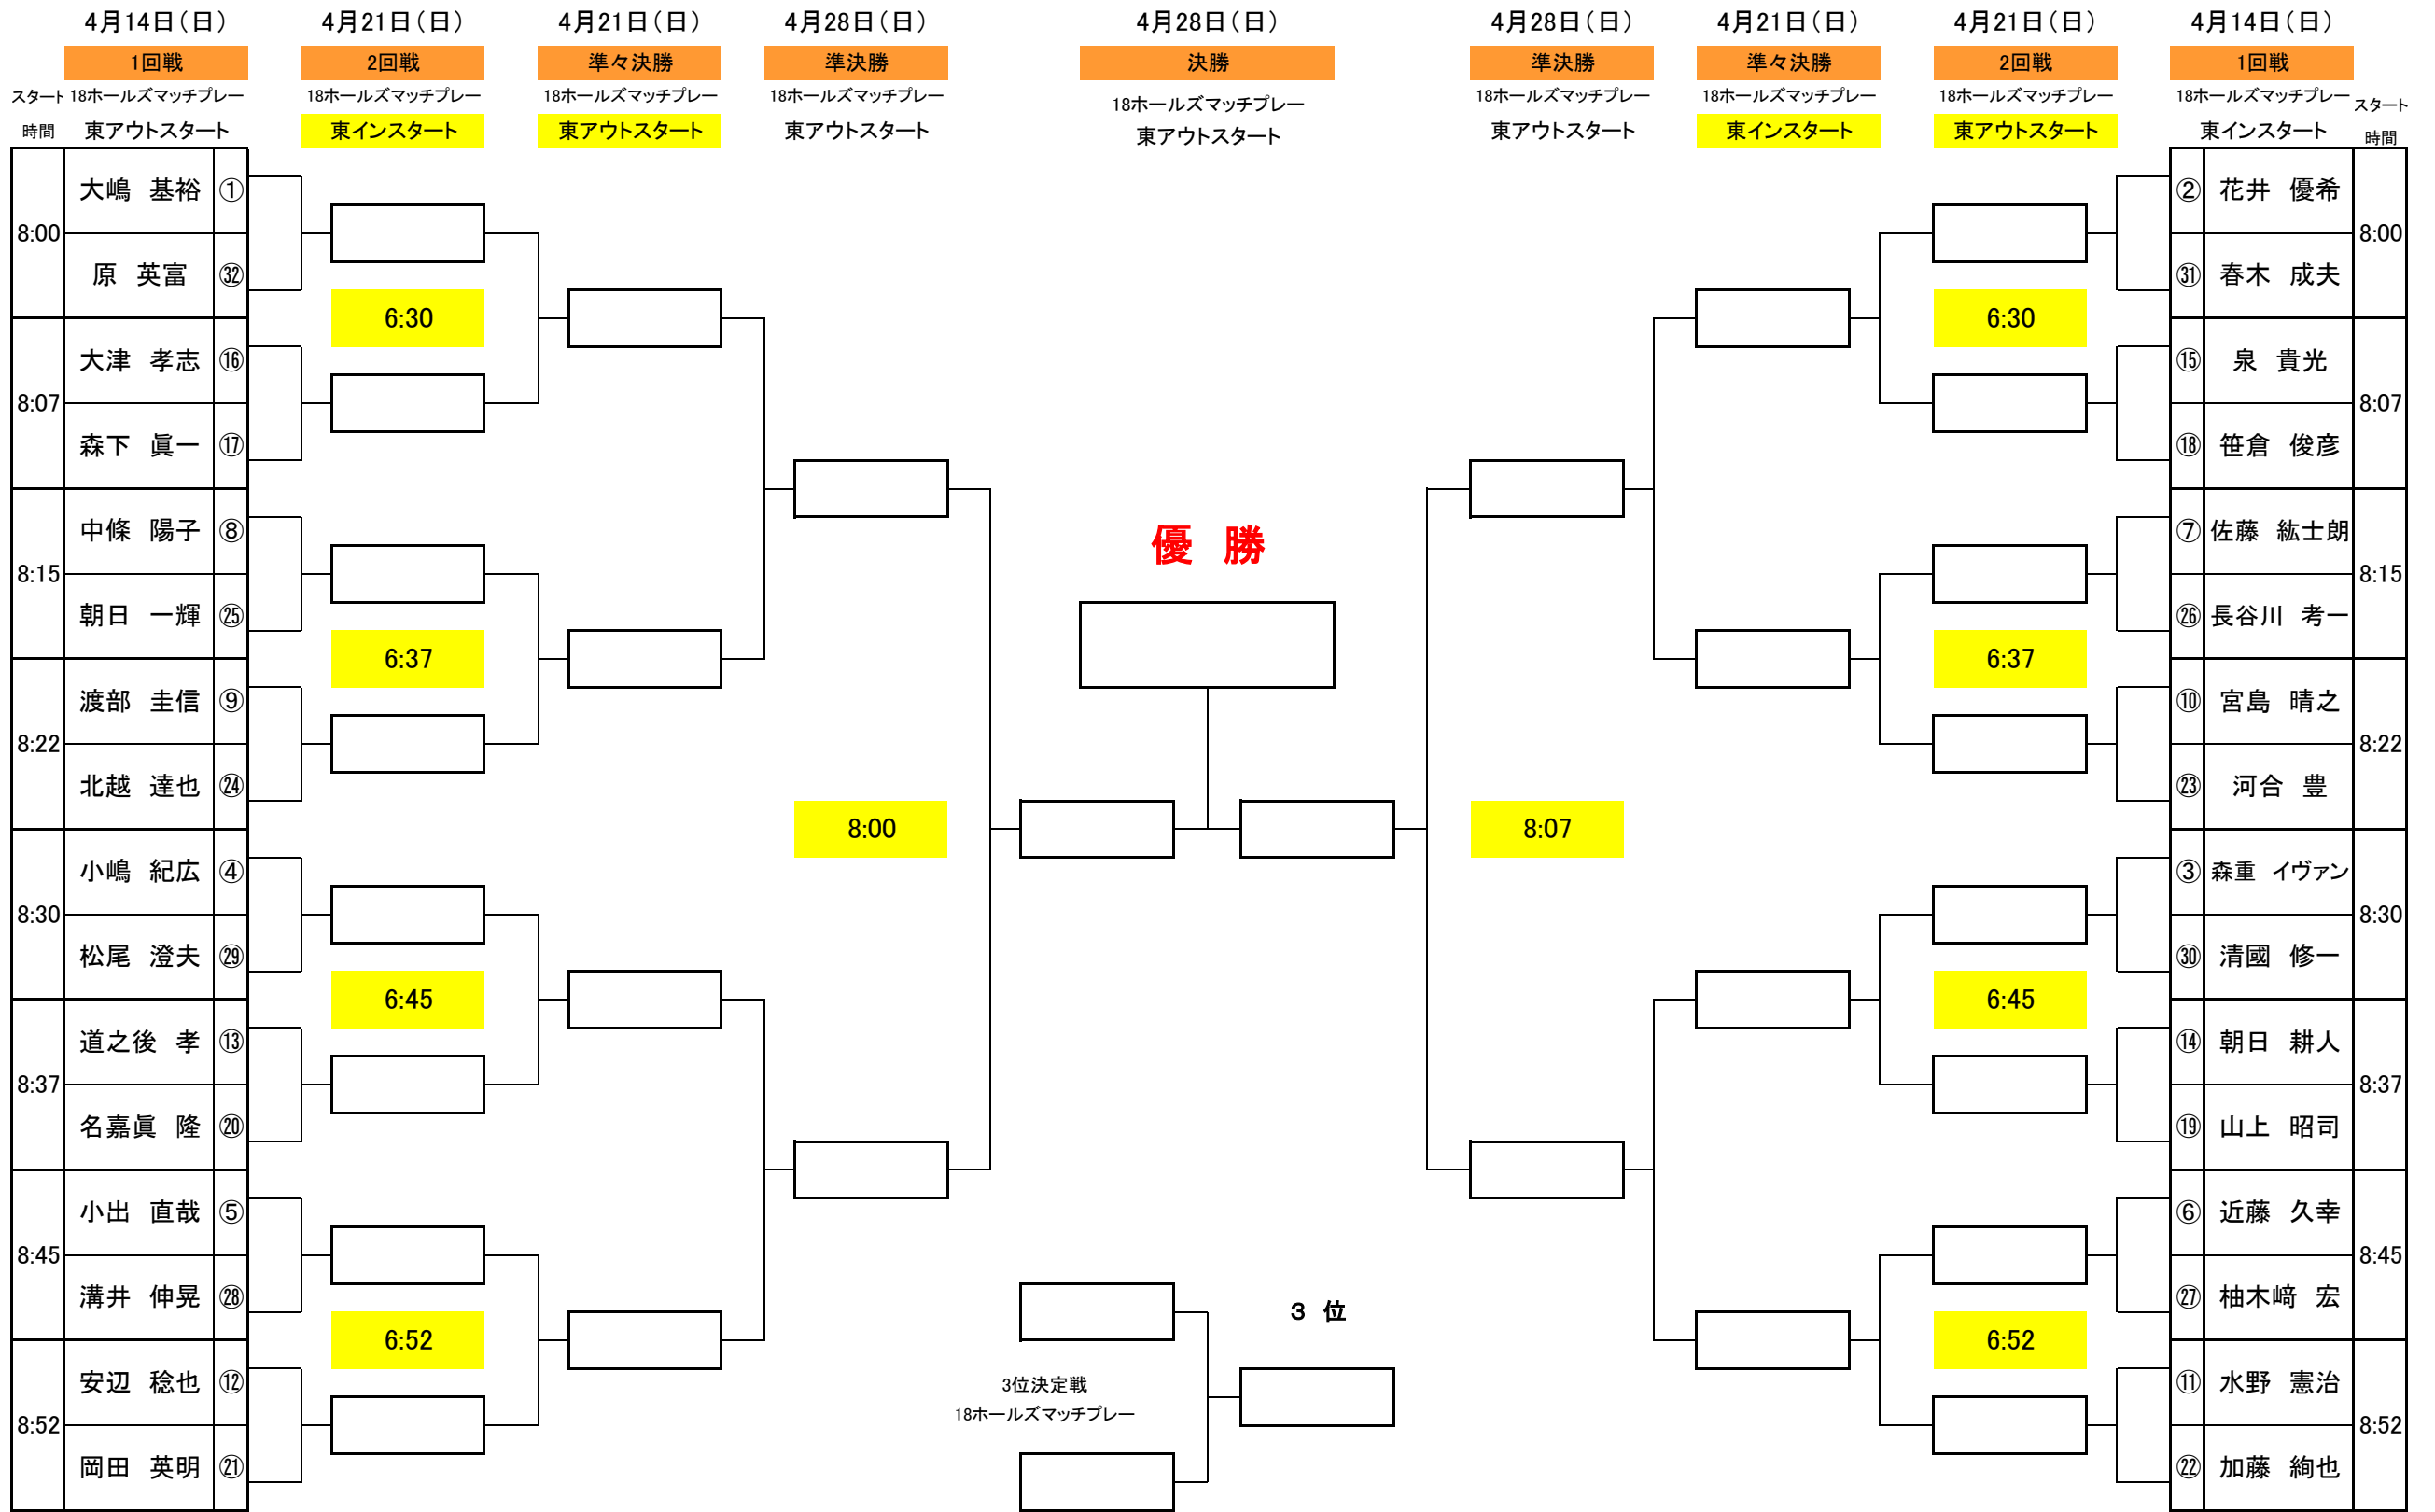 4月14日（日） 4月21日（日） 4月21日（日） 4月28日（日） 4月28日（日） 4月28日（日） 4月21日（日） 4月21日（日） 4月14日（日）
1回戦 2回戦 準々決勝 準決勝 決勝 準決勝 準々決勝 2回戦 1回戦
スタート 18ホールズマッチプレー 18ホールズマッチプレー 18ホールズマッチプレー 18ホールズマッチプレー 18ホールズマッチプレー 18ホールズマッチプレー 18ホールズマッチプレー 18ホールズマッチプレー 18ホールズマッチプレー スタート
時間 東アウトスタート 東インスタート 東アウトスタート 東アウトスタート 東アウトスタート 東アウトスタート 東インスタート 東アウトスタート 東インスタート 時間
大嶋 基裕 ① ② 花井 優希
8:00 8:00
原 英富 ㉜ ㉛ 春木 成夫
6:30 6:30
大津 孝志 ⑯ ⑮ 泉 貴光
8:07 8:07
森下 眞一 ⑰ ⑱ 笹倉 俊彦
中條 陽子 ⑧ 優 勝 ⑦ 佐藤 紘士朗
8:15 8:15
朝日 一輝 ㉕ ㉖ 長谷川 考一
6:37 6:37
渡部 圭信 ⑨ ⑩ 宮島 晴之
8:22 8:22
北越 達也 ㉔ ㉓ 河合 豊
8:00 8:07
小嶋 紀広 ④ ③ 森重 イヴァン
8:30 8:30
松尾 澄夫 ㉙ ㉚ 清國 修一
6:45 6:45
道之後 孝 ⑬ ⑭ 朝日 耕人
8:37 8:37
名嘉眞 隆 ⑳ ⑲ 山上 昭司
小出 直哉 ⑤ ⑥ 近藤 久幸
8:45 8:45
溝井 伸晃 ㉘ ㉗ 柚木﨑 宏
6:52 3 位 6:52
安辺 稔也 ⑫ 3位決定戦 ⑪ 水野 憲治
18ホールズマッチプレー
8:52 8:52
岡田 英明 ㉑ ㉒ 加藤 絢也